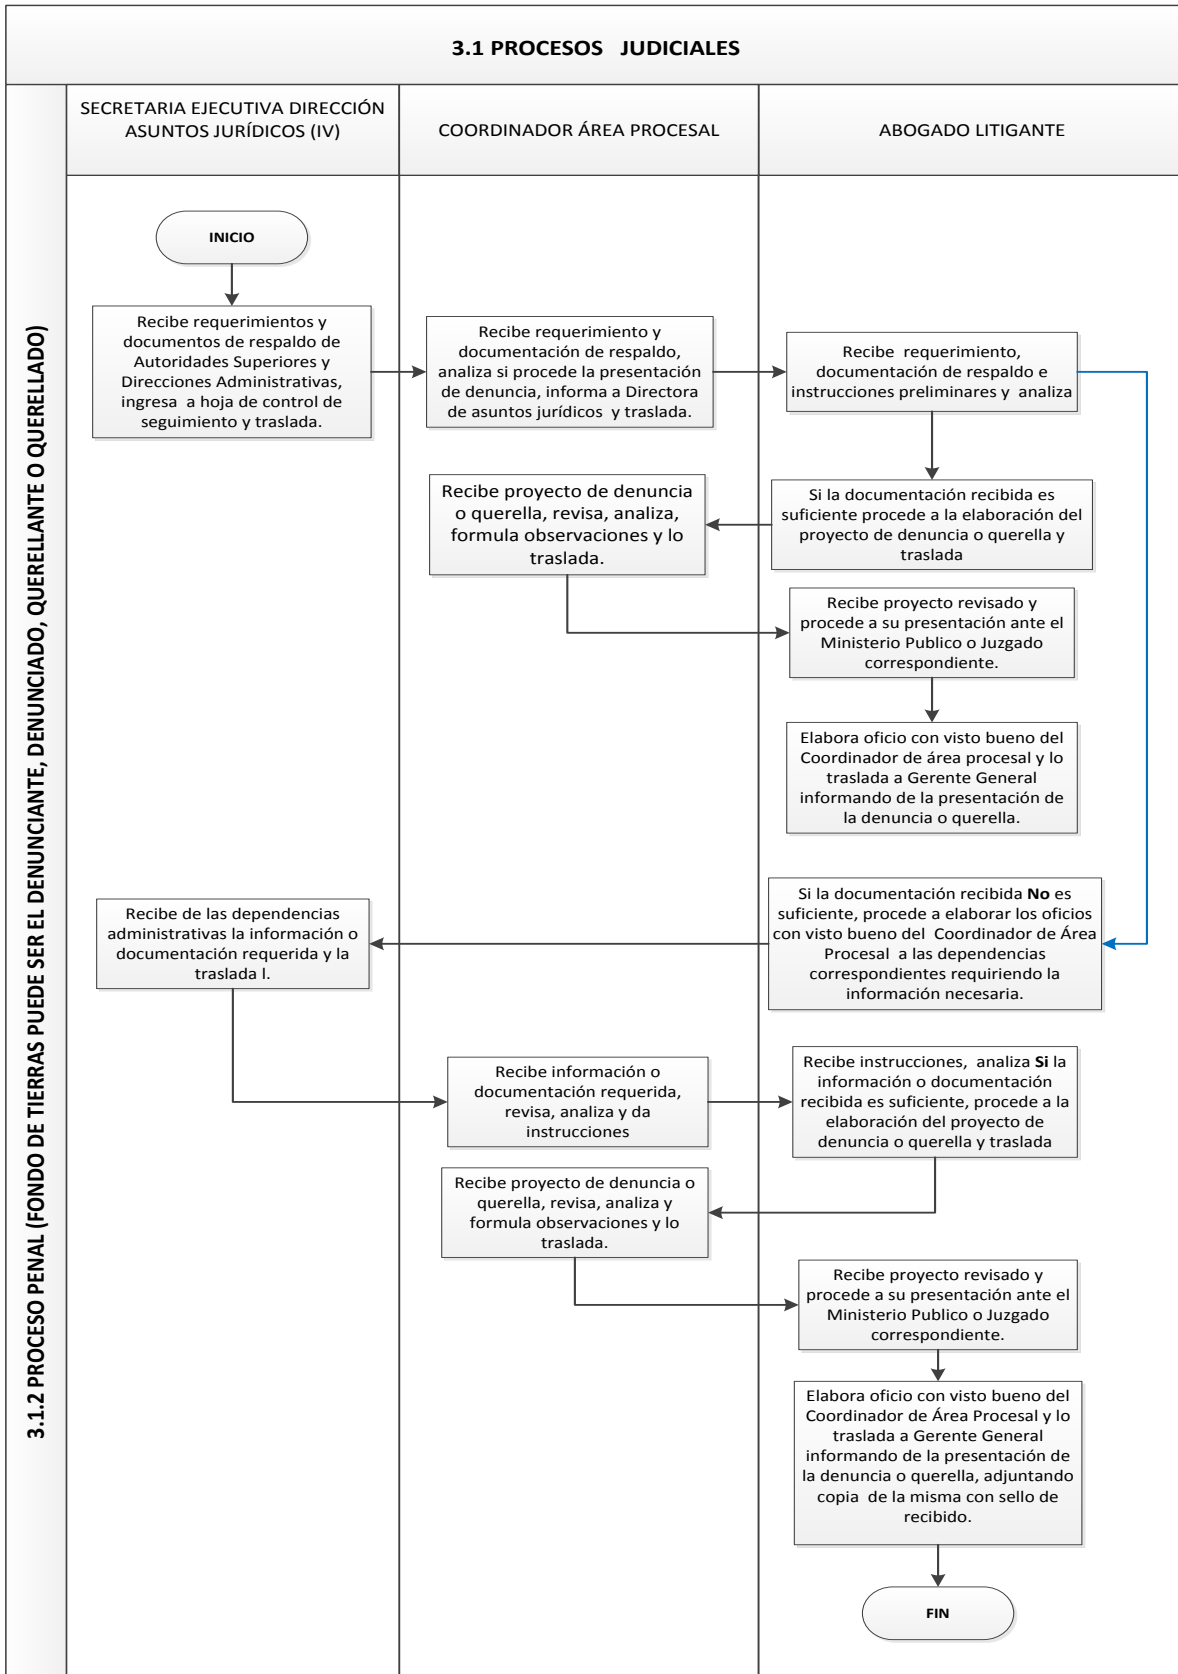 3.1 PROCESOS JUDICIALES
3.1.2 PROCESO PENAL (FONDO DE TIERRAS PUEDE SER EL DENUNCIANTE, DENUNCIADO, QUERELLANTE O QUERELLADO)
SECRETARIA EJECUTIVA DIRECCIÓN
ASUNTOS JURÍDICOS (IV)
COORDINADOR ÁREA PROCESAL
ABOGADO LITIGANTE
INICIO
Recibe requerimientos y
documentos de respaldo de
Autoridades Superiores y
Direcciones Administrativas,
ingresa a hoja de control de
seguimiento y traslada.
Recibe requerimiento y
documentación de respaldo,
analiza si procede la presentación
de denuncia, informa a Directora
de asuntos jurídicos y traslada.
Recibe requerimiento,
documentación de respaldo e
instrucciones preliminares y analiza
Si la documentación recibida es
suficiente procede a la elaboración del
proyecto de denuncia o querella y
traslada
Recibe proyecto de denuncia
o querella, revisa, analiza,
formula observaciones y lo
traslada.
Recibe proyecto revisado y
procede a su presentación ante el
Ministerio Publico o Juzgado
correspondiente.
Elabora oficio con visto bueno del
Coordinador de área procesal y lo
traslada a Gerente General
informando de la presentación de
la denuncia o querella.
Si la documentación recibida No es
suficiente, procede a elaborar los oficios
con visto bueno del Coordinador de Área
Procesal a las dependencias
correspondientes requiriendo la
información necesaria.
Recibe de las dependencias
administrativas la información o
documentación requerida y la
traslada l.
Recibe información o
documentación requerida,
revisa, analiza y da
instrucciones
Recibe instrucciones, analiza Si la
información o documentación
recibida es suficiente, procede a la
elaboración del proyecto de
denuncia o querella y traslada
Recibe proyecto de denuncia o
querella, revisa, analiza y
formula observaciones y lo
traslada.
Recibe proyecto revisado y
procede a su presentación ante el
Ministerio Publico o Juzgado
correspondiente.
Elabora oficio con visto bueno del
Coordinador de Área Procesal y lo
traslada a Gerente General
informando de la presentación de
la denuncia o querella, adjuntando
copia de la misma con sello de
recibido.
FIN